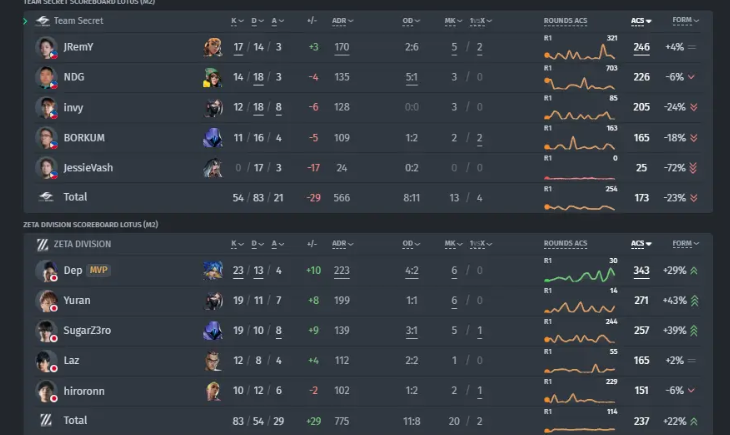 TEAM SECRET SCOREBOARD LOTUS (M2)
Team Secret K D A +/- ADR OD MK 1vsX ROUNDS ACS ACS FORM
JRemY 17 / 14 / 3 +3 170 2:6 5 / 2 R1 321 246 +4%
NDG 14 / 18 / 3 -4 135 5:1 3 / 0 R1 703 226 -6%
invy 12 / 18 / 8 -6 128 0:0 3 / 0 R1 85 205 -24%
BORKUM 11 / 16 / 4 -5 109 1:2 2 / 2 R1 163 165 -18%
JessieVash 0 / 17 / 3 -17 24 0:2 0 / 0 R1 0 25 -72%
Total 54 / 83 / 21 -29 566 8:11 13 / 4 R1 254 173 -23%
ZETA DIVISION SCOREBOARD LOTUS (M2)
ZETA DIVISION K D A +/- ADR OD MK 1vsX ROUNDS ACS ACS FORM
Dep MVP 23 / 13 / 4 +10 223 4:2 6 / 0 R1 30 343 +29%
Yuran 19 / 11 / 7 +8 199 1:1 6 / 0 R1 14 271 +43%
SugarZ3ro 19 / 10 / 8 +9 139 3:1 5 / 1 R1 244 257 +39%
Laz 12 / 8 / 4 +4 112 2:2 1 / 0 R1 55 165 +2%
hiroronn 10 / 12 / 6 -2 102 1:2 2 / 1 R1 229 151 -6%
Total 83 / 54 / 29 +29 775 11:8 20 / 2 R1 114 237 +22%